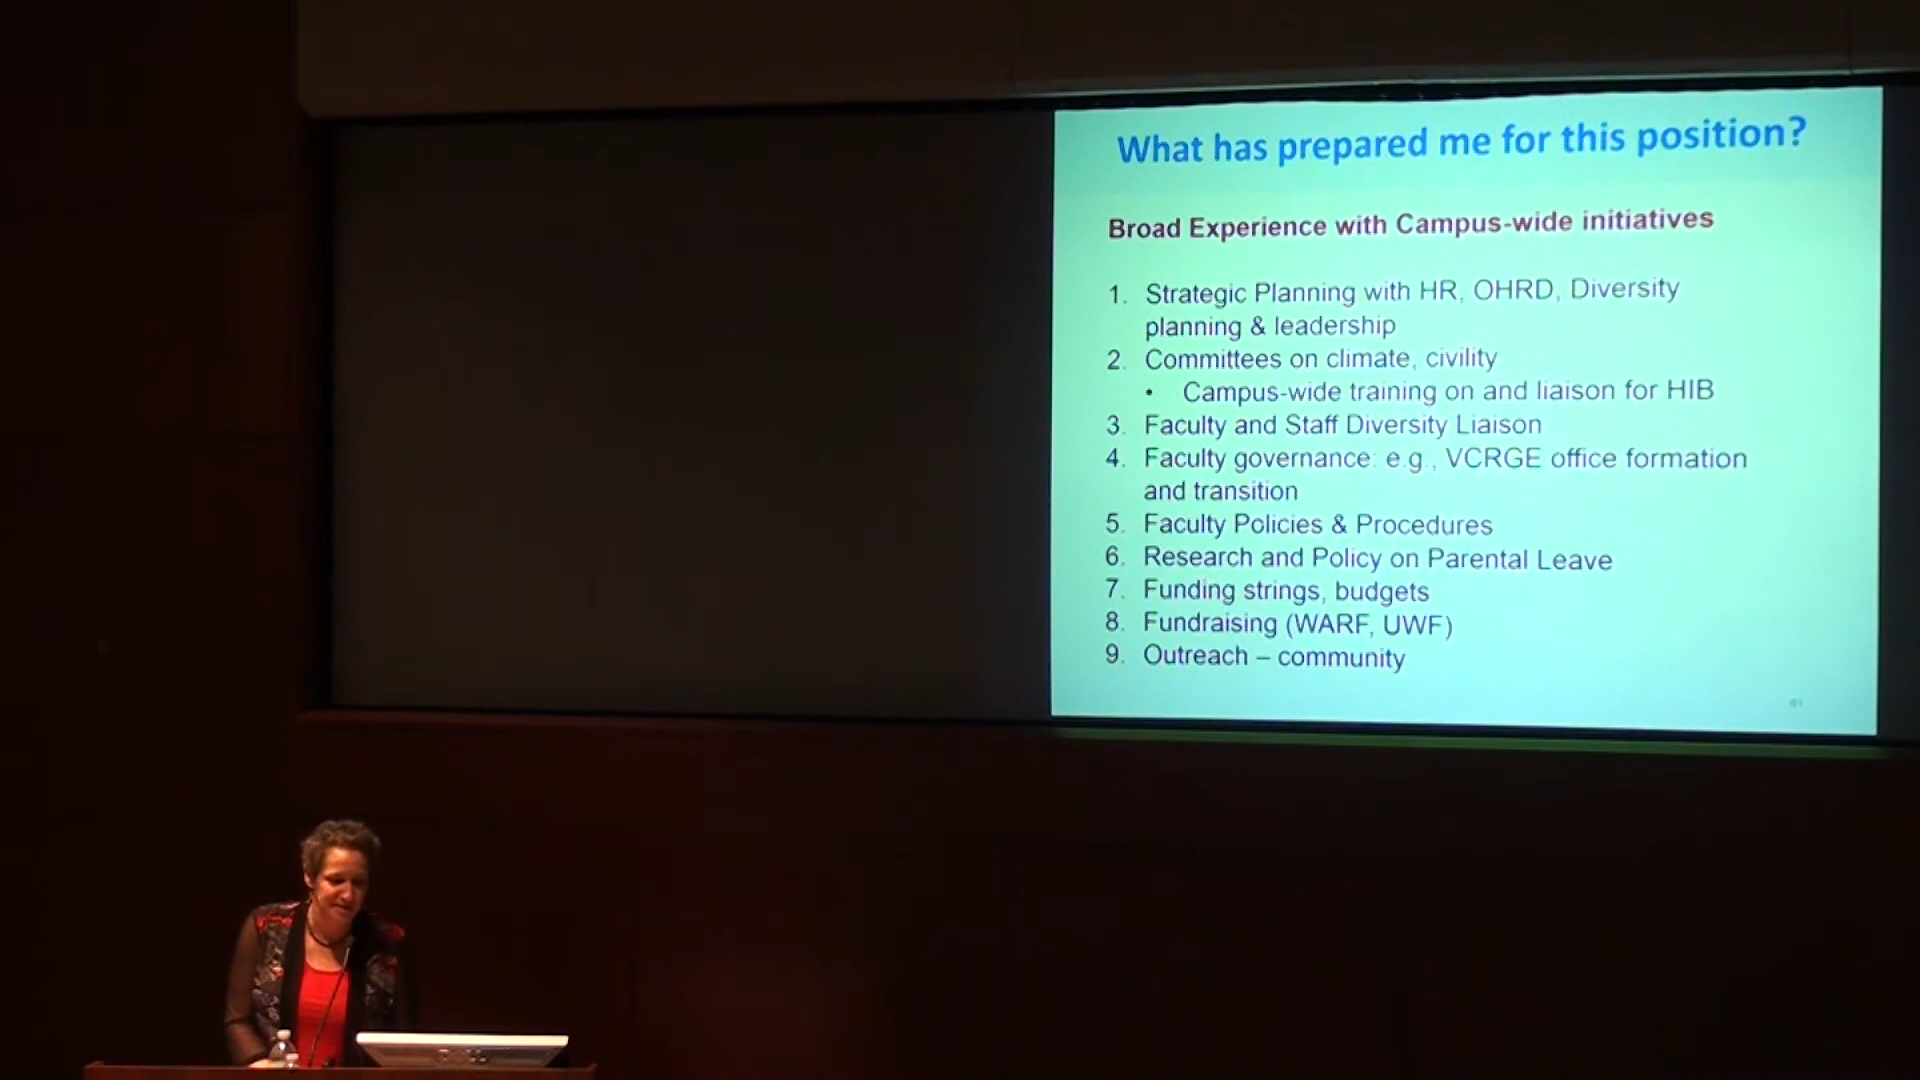 What has prepared me for this position?
Broad Experience with Campus-wide initiatives
1. Strategic Planning with HR, OHRD, Diversity
planning & leadership
2. Committees on climate, civility
• Campus-wide training on and liaison for HIB
3. Faculty and Staff Diversity Liaison
4. Faculty governance: e.g., VCRGE office formation
and transition
5. Faculty Policies & Procedures
6. Research and Policy on Parental Leave
7. Funding strings, budgets
8. Fundraising (WARF, UWF)
9. Outreach – community